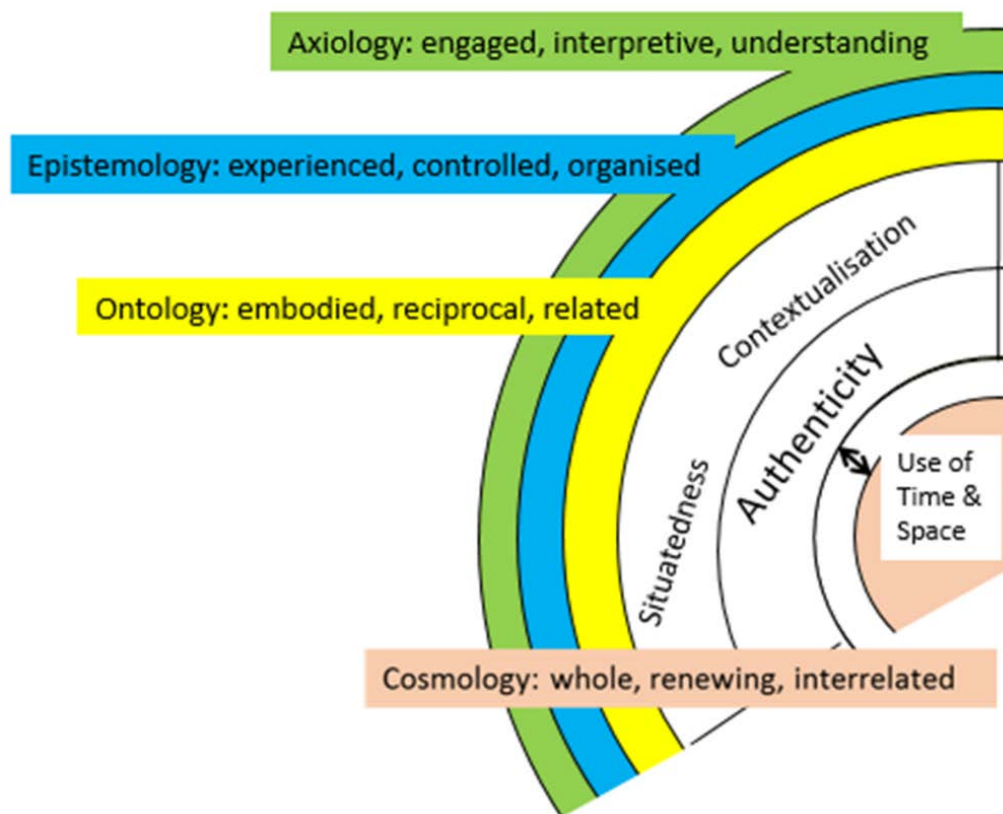 Axiology: engaged, interpretive, understanding
Epistemology: experienced, controlled, organised
Ontology: embodied, reciprocal, related
Contextualisation
Authenticity
Situatedness
Use of
Time &
Space
Cosmology: whole, renewing, interrelated